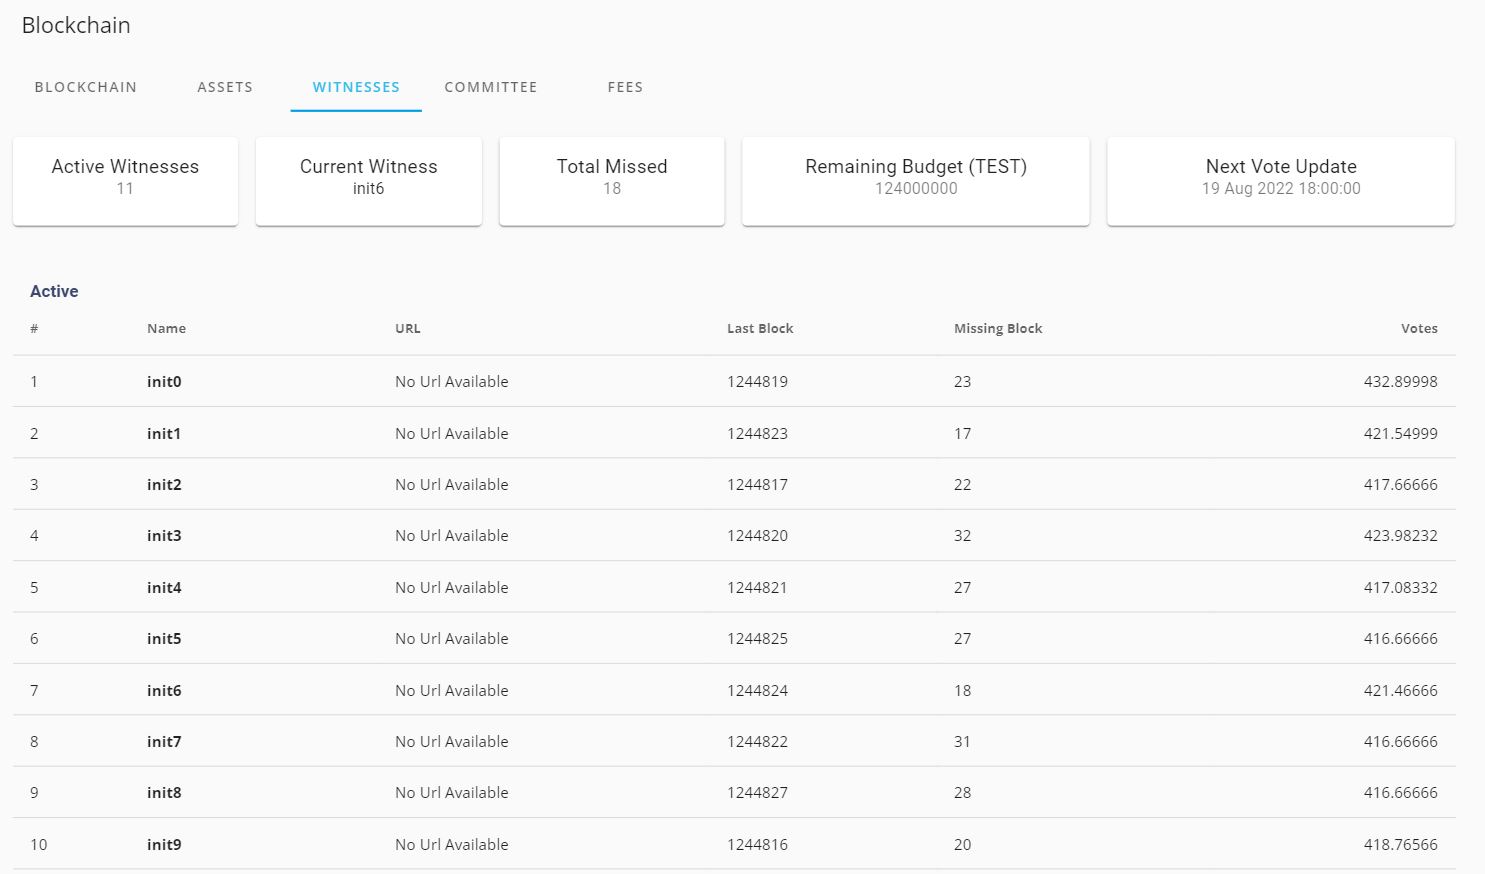 Blockchain
BLOCKCHAIN ASSETS WITNESSES COMMITTEE FEES
Active Witnesses Current Witness Total Missed Remaining Budget (TEST) Next Vote Update
11 init6 18 124000000 19 Aug 2022 18:00:00
Active
# Name URL Last Block Missing Block Votes
1 init0 No Url Available 1244819 23 432.89998
2 init1 No Url Available 1244823 17 421.54999
3 init2 No Url Available 1244817 22 417.66666
4 init3 No Url Available 1244820 32 423.98232
5 init4 No Url Available 1244821 27 417.08332
6 init5 No Url Available 1244825 27 416.66666
7 init6 No Url Available 1244824 18 421.46666
8 init7 No Url Available 1244822 31 416.66666
9 init8 No Url Available 1244827 28 416.66666
10 init9 No Url Available 1244816 20 418.76566